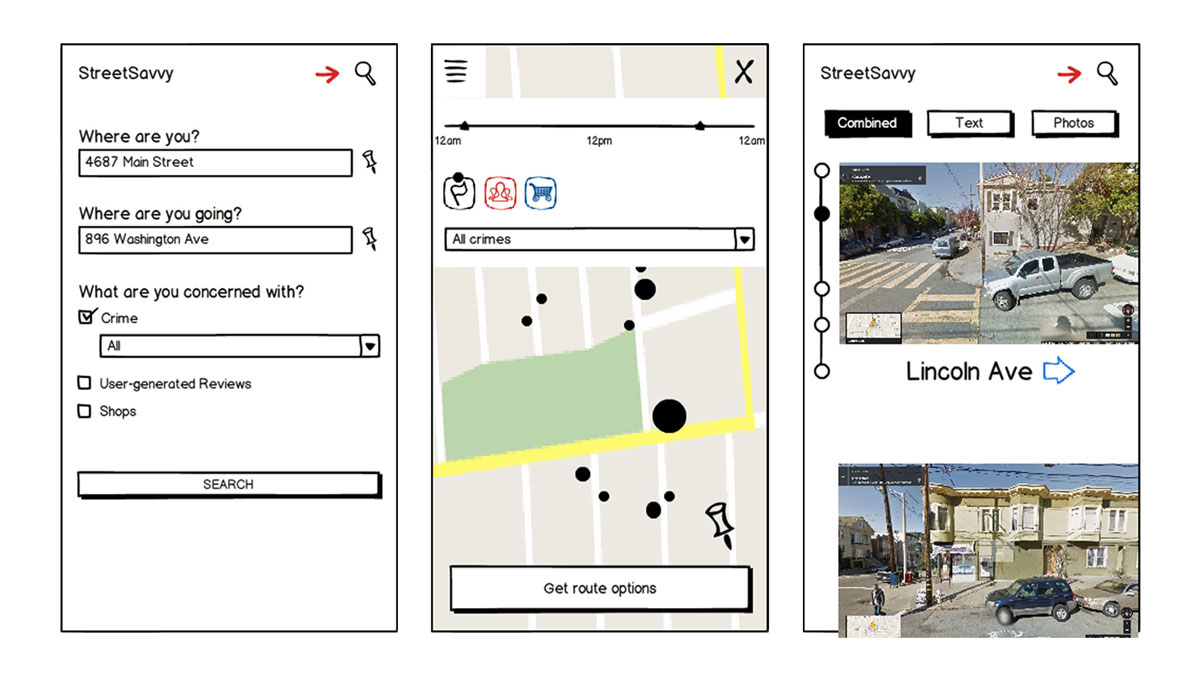 StreetSavvy
Where are you?
4687 Main Street
Where are you going?
896 Washington Ave
What are you concerned with?
Crime
All
User-generated Reviews
Shops
SEARCH
12am
12pm
12am
All crimes
Get route options
StreetSavvy
Combined
Text
Photos
Lincoln Ave